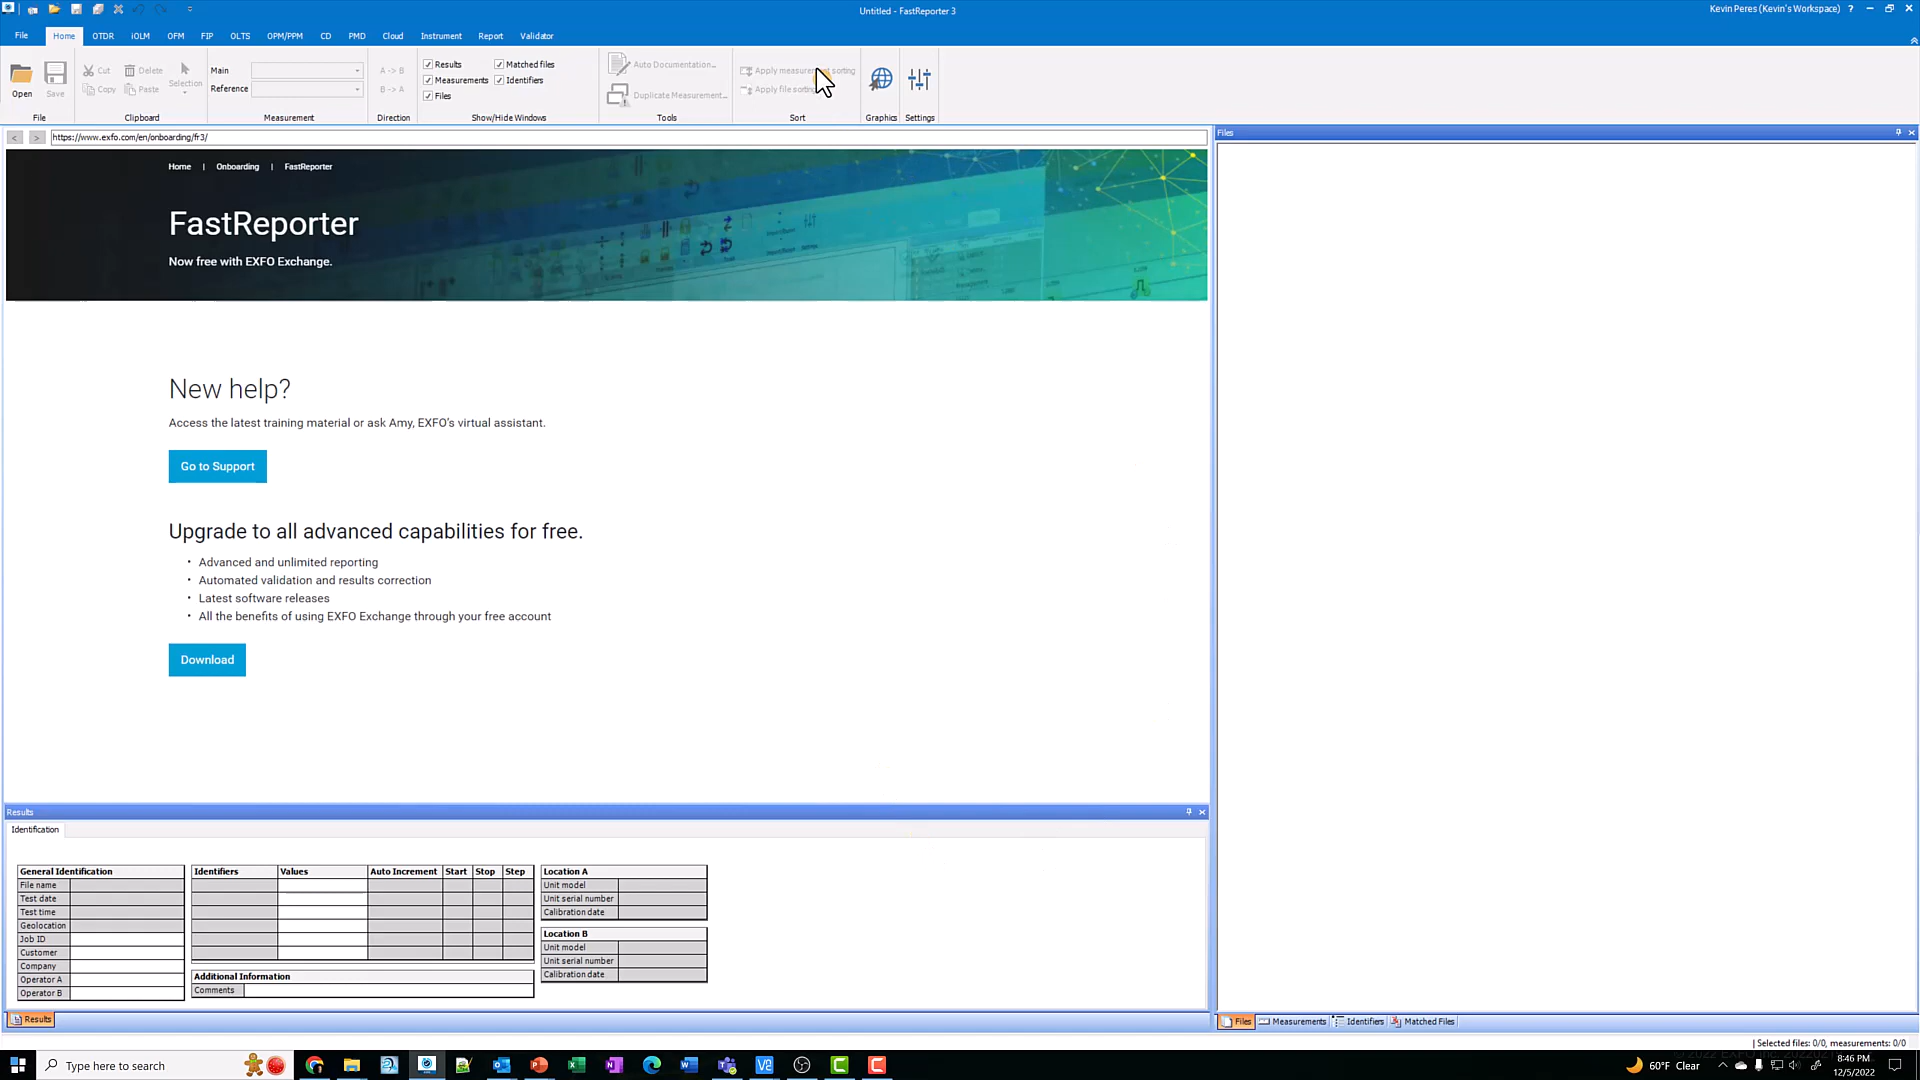 Untitled - FastReporter 3
Kevin Peres (Kevin's Workspace) ?
File Home OTDR iOLM OFM FIP OLTS OPM/PPM CD PMD Cloud Instrument Report Validator
Open Save
Cut Copy Delete Paste Selection
Main
Reference
A -> B
B -> A
Results Matched files
Measurements Identifiers
Files
Auto Documentation...
Duplicate Measurement...
Apply measurement sorting
Apply file sorting
File Clipboard Measurement Direction Show/Hide Windows Tools Sort Graphics Settings
< > https://www.exfo.com/en/onboarding/fr3/
Files
Home | Onboarding | FastReporter
FastReporter
Now free with EXFO Exchange.
New help?
Access the latest training material or ask Amy, EXFO's virtual assistant.
Go to Support
Upgrade to all advanced capabilities for free.
• Advanced and unlimited reporting
• Automated validation and results correction
• Latest software releases
• All the benefits of using EXFO Exchange through your free account
Download
Results
Identification
General Identification
File name
Test date
Test time
Geolocation
Job ID
Customer
Company
Operator A
Operator B
Identifiers Values Auto Increment Start Stop Step
Additional Information
Comments
Location A
Unit model
Unit serial number
Calibration date
Location B
Unit model
Unit serial number
Calibration date
Results
Files Measurements Identifiers Matched Files
Selected files: 0/0, measurements: 0/0
Type here to search
60°F Clear
8:46 PM
12/5/2022